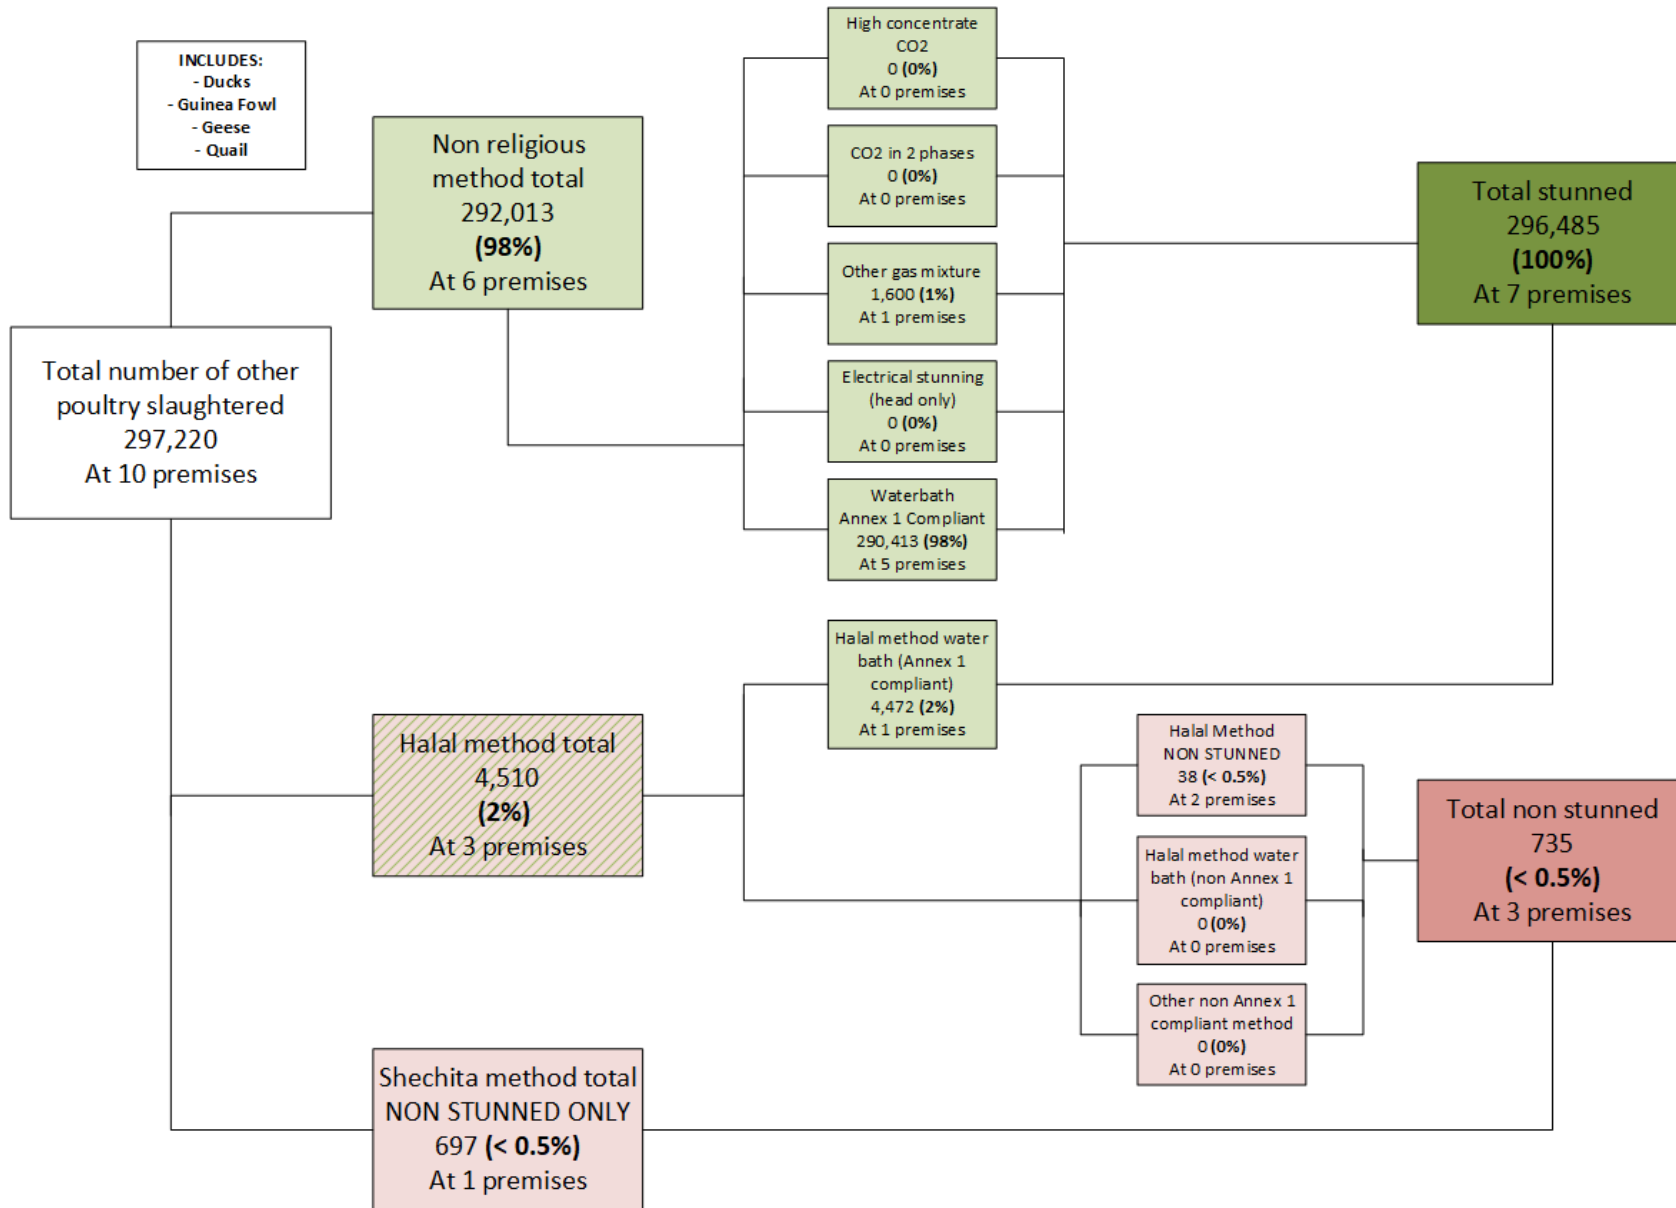 INCLUDES:
- Ducks
- Guinea Fowl
- Geese
- Quail
Total number of other
poultry slaughtered
297,220
At 10 premises
Non religious
method total
292,013
(98%)
At 6 premises
High concentrate
CO2
0 (0%)
At 0 premises
CO2 in 2 phases
0 (0%)
At 0 premises
Other gas mixture
1,600 (1%)
At 1 premises
Electrical stunning
(head only)
0 (0%)
At 0 premises
Waterbath
Annex 1 Compliant
290,413 (98%)
At 5 premises
Total stunned
296,485
(100%)
At 7 premises
Halal method total
4,510
(2%)
At 3 premises
Halal method water
bath (Annex 1
compliant)
4,472 (2%)
At 1 premises
Halal Method
NON STUNNED
38 (< 0.5%)
At 2 premises
Halal method water
bath (non Annex 1
compliant)
0 (0%)
At 0 premises
Other non Annex 1
compliant method
0 (0%)
At 0 premises
Total non stunned
735
(< 0.5%)
At 3 premises
Shechita method total
NON STUNNED ONLY
697 (< 0.5%)
At 1 premises